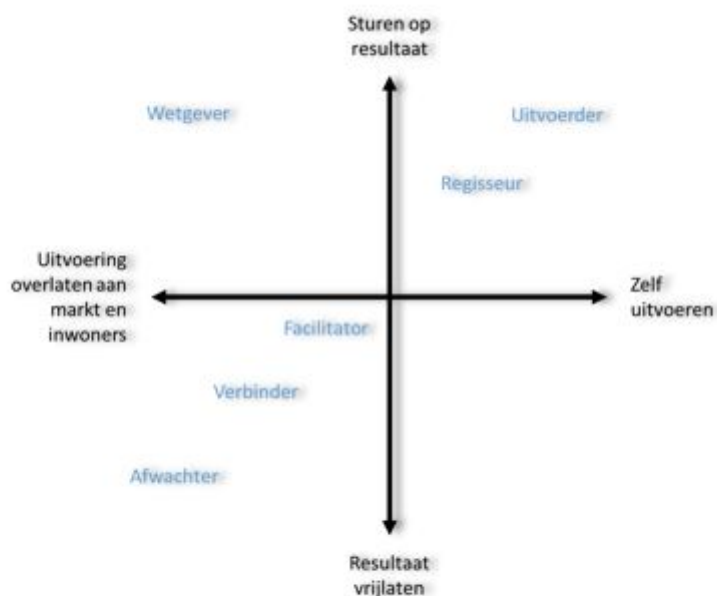 Sturen op
resultaat
Wetgever
Uitvoerder
Regisseur
Uitvoering
overlaten aan
markt en
inwoners
Zelf
uitvoeren
Facilitator
Verbinder
Afwachter
Resultaat
vrijlaten